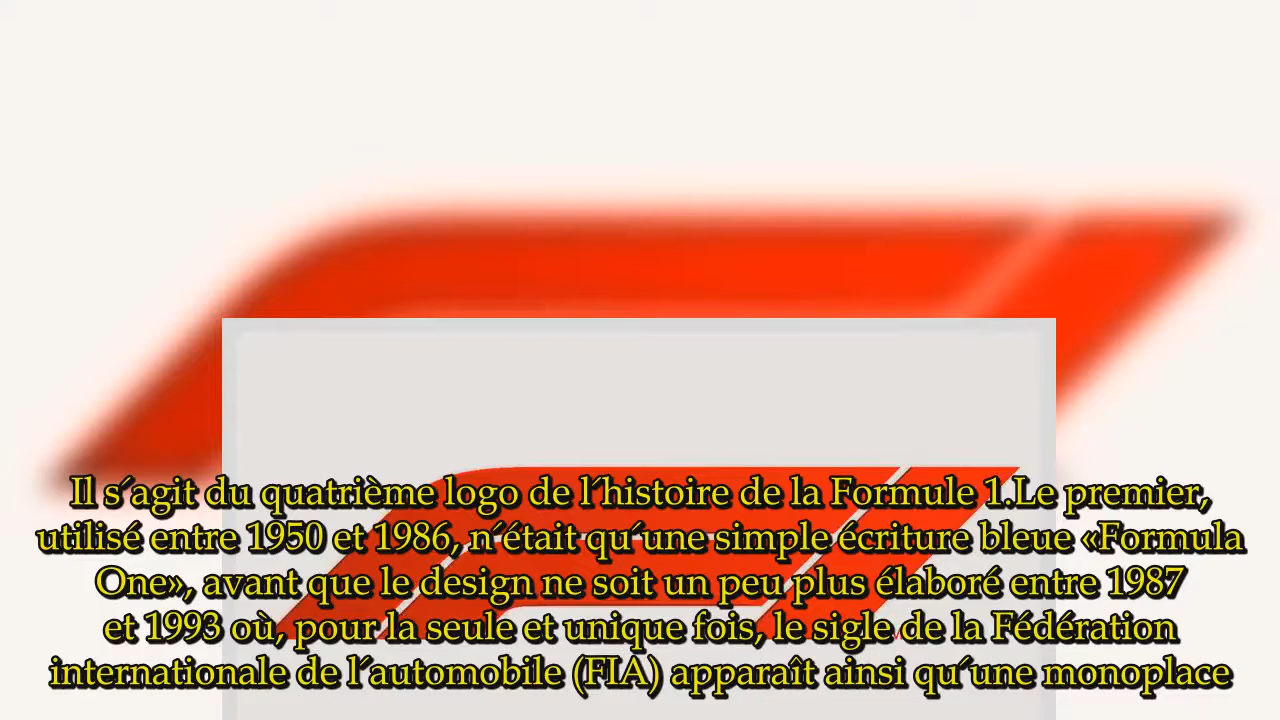 Il s´agit du quatrième logo de l´histoire de la Formule 1.Le premier,
utilisé entre 1950 et 1986, n´était qu´une simple écriture bleue «Formula
One», avant que le design ne soit un peu plus élaboré entre 1987
et 1993 où, pour la seule et unique fois, le sigle de la Fédération
internationale de l´automobile (FIA) apparaît ainsi qu´une monoplace